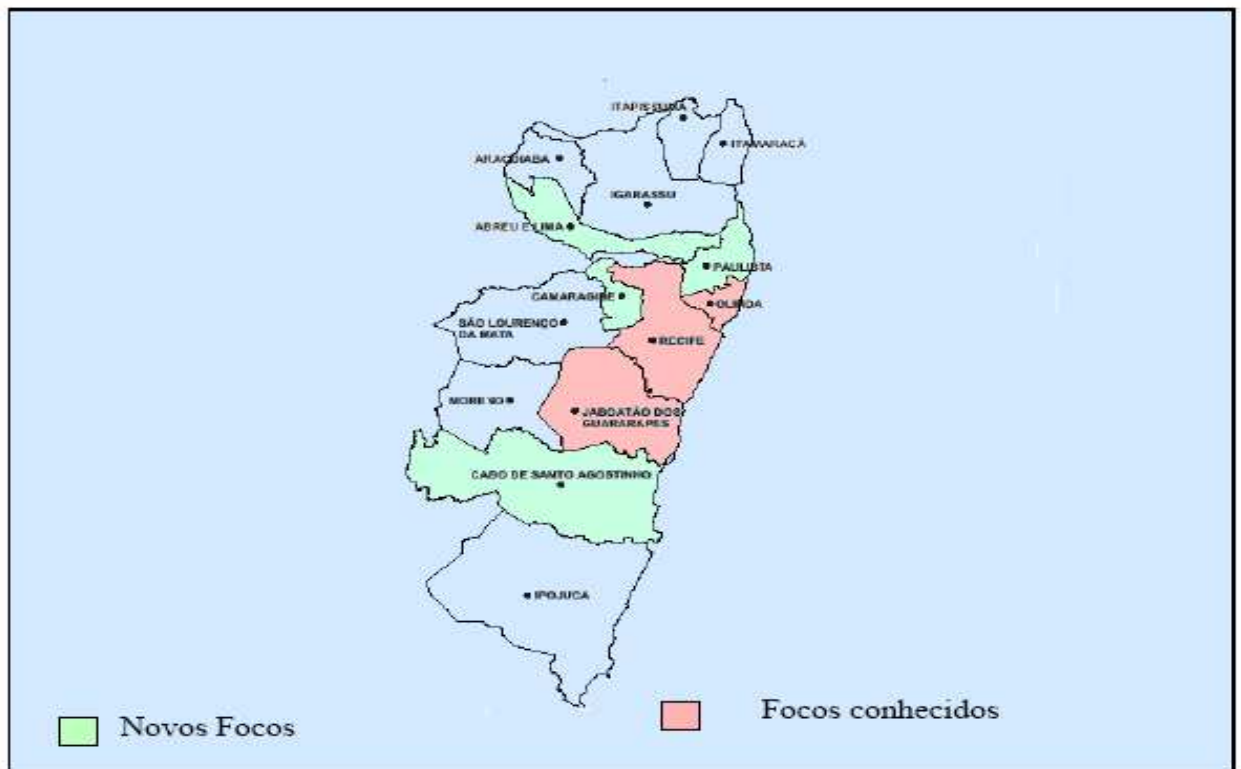 ITAPISSUMA
ITAMARACÁ
ARAÇOIABA
IGARASSU
ABREU E LIMA
PAULISTA
CAMARAGIBE
OLINDA
SÃO LOURENÇO
DA MATA
RECIFE
MORENO
JABOATÃO DOS
GUARARAPES
CABO DE SANTO AGOSTINHO
IPOJUCA
Novos Focos
Focos conhecidos